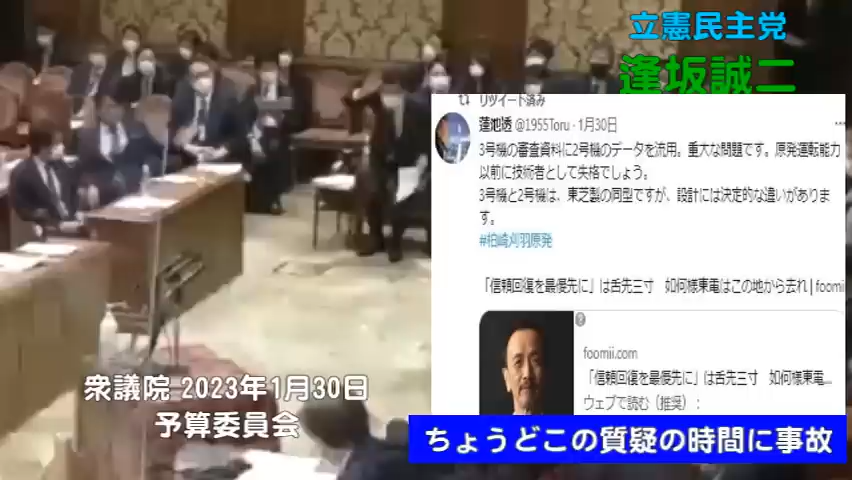 立憲民主党
逢坂誠二
リツイート済み
蓮池透 @1955Toru · 1月30日
3号機の審査資料に2号機のデータを流用。重大な問題です。原発運転能力
以前に技術者として失格でしょう。
3号機と2号機は、東芝製の同型ですが、設計には決定的な違いがありま
す。
#柏崎刈羽原発
「信頼回復を最優先に」は舌先三寸 如何様東電はこの地から去れ | foomii
foomii.com
「信頼回復を最優先に」は舌先三寸 如何様東電...
ウェブで読む（推奨）：
衆議院 2023年1月30日
予算委員会
ちょうどこの質疑の時間に事故